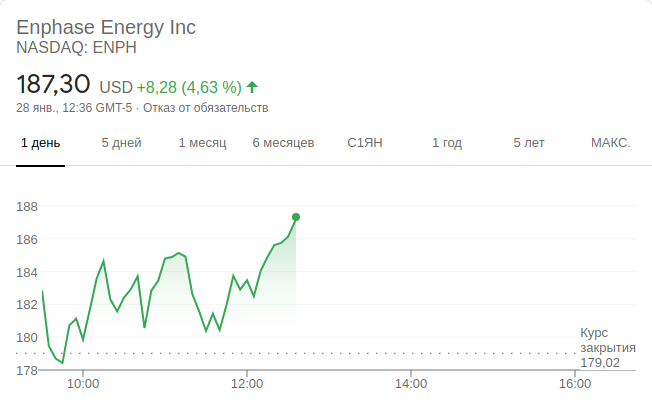 Enphase Energy Inc
NASDAQ: ENPH
187,30 USD +8,28 (4,63 %)
28 янв., 12:36 GMT-5 · Отказ от обязательств
1 день 5 дней 1 месяц 6 месяцев С1ЯН 1 год 5 лет МАКС.
188
186
184
182
180
178
Курс
закрытия
179,02
10:00 12:00 14:00 16:00